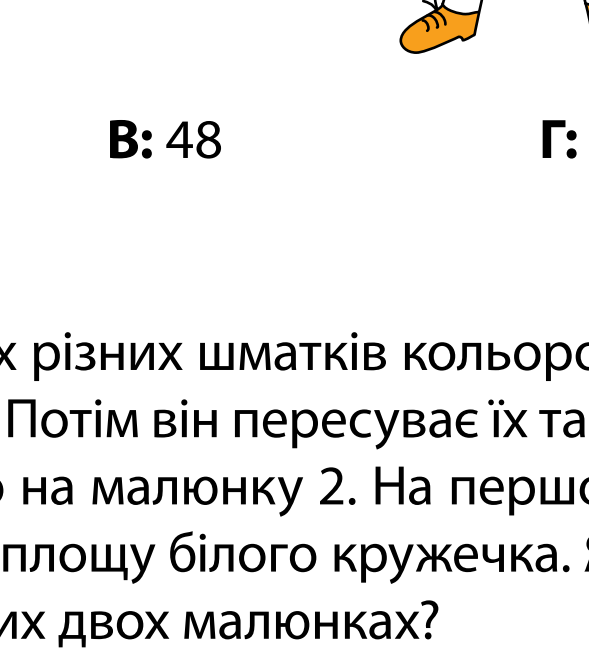 В: 48 Г:
х різних шматків кольоро
Потім він пересуває їх та
о на малюнку 2. На першо
площу білого кружечка. Я
их двох малюнках?